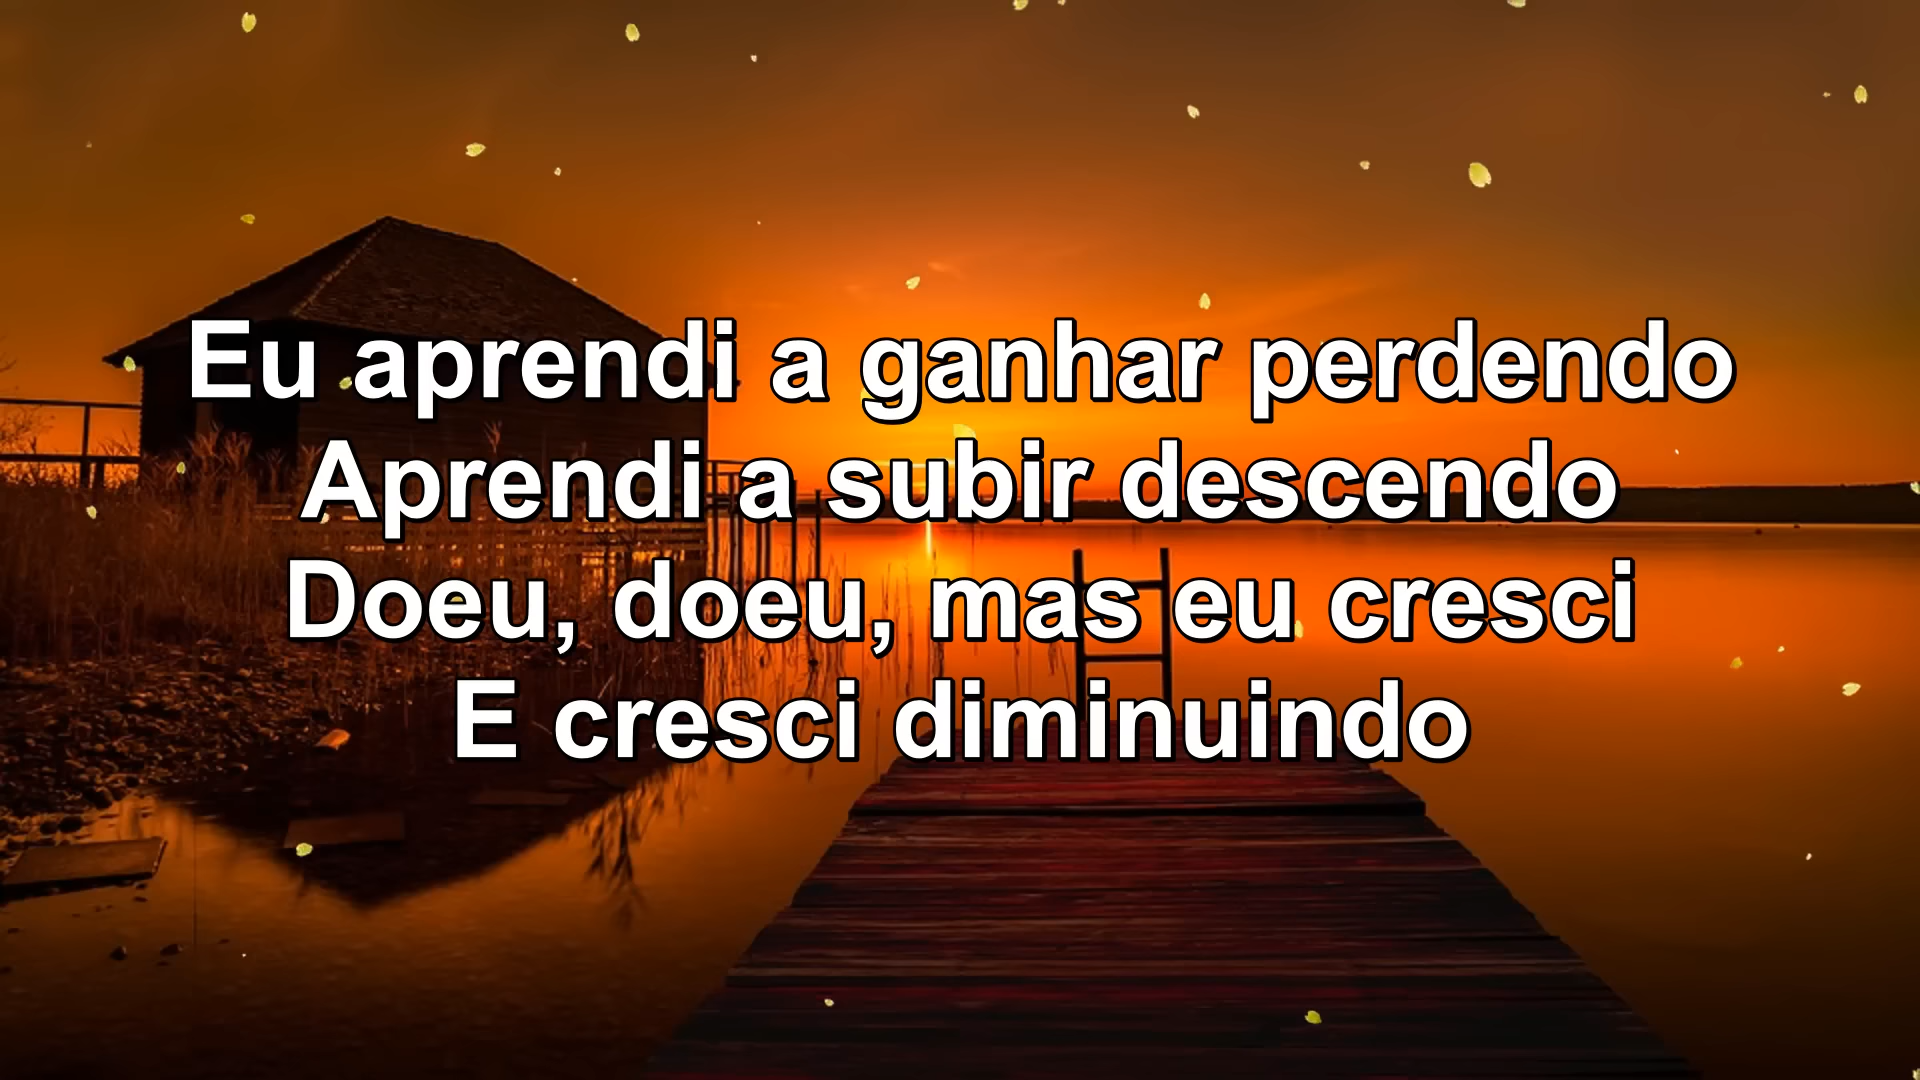 Eu aprendi a ganhar perdendo
Aprendi a subir descendo
Doeu, doeu, mas eu cresci
E cresci diminuindo